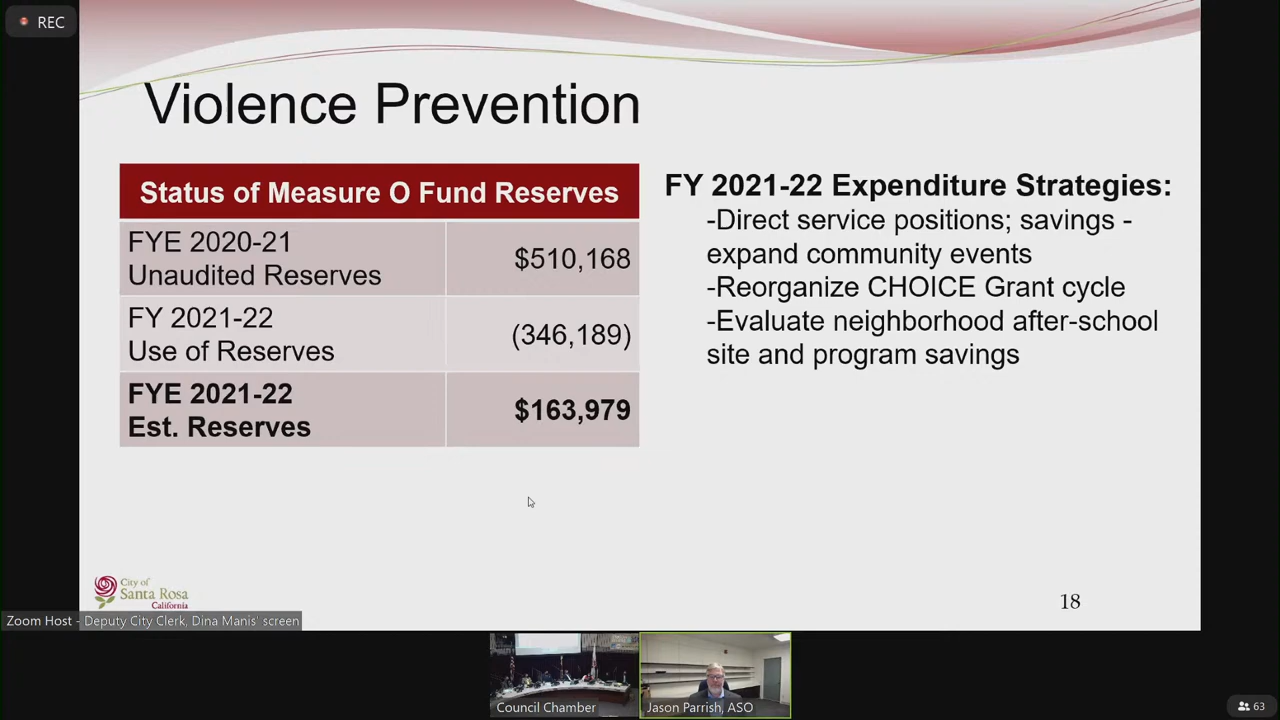 REC
Violence Prevention
Status of Measure O Fund Reserves
FYE 2020-21
Unaudited Reserves
$510,168
FY 2021-22
Use of Reserves
(346,189)
FYE 2021-22
Est. Reserves
$163,979
FY 2021-22 Expenditure Strategies:
-Direct service positions; savings -
expand community events
-Reorganize CHOICE Grant cycle
-Evaluate neighborhood after-school
site and program savings
City of
Santa Rosa
California
18
Zoom Host - Deputy City Clerk, Dina Manis' screen
Council Chamber
Jason Parrish, ASO
63